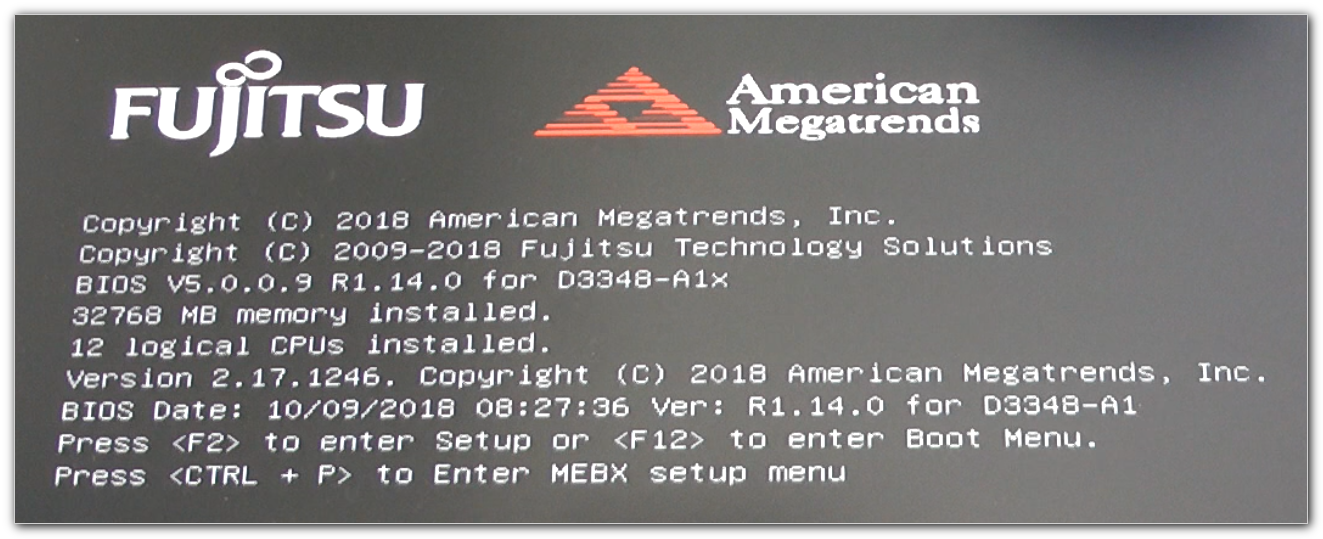 FUJITSU
American
Megatrends
Copyright (C) 2018 American Megatrends, Inc.
Copyright (C) 2009-2018 Fujitsu Technology Solutions
BIOS V5.0.0.9 R1.14.0 for D3348-A1x
32768 MB memory installed.
12 logical CPUs installed.
Version 2.17.1246. Copyright (C) 2018 American Megatrends, Inc.
BIOS Date: 10/09/2018 08:27:36 Ver: R1.14.0 for D3348-A1
Press <F2> to enter Setup or <F12> to enter Boot Menu.
Press <CTRL + P> to Enter MEBX setup menu